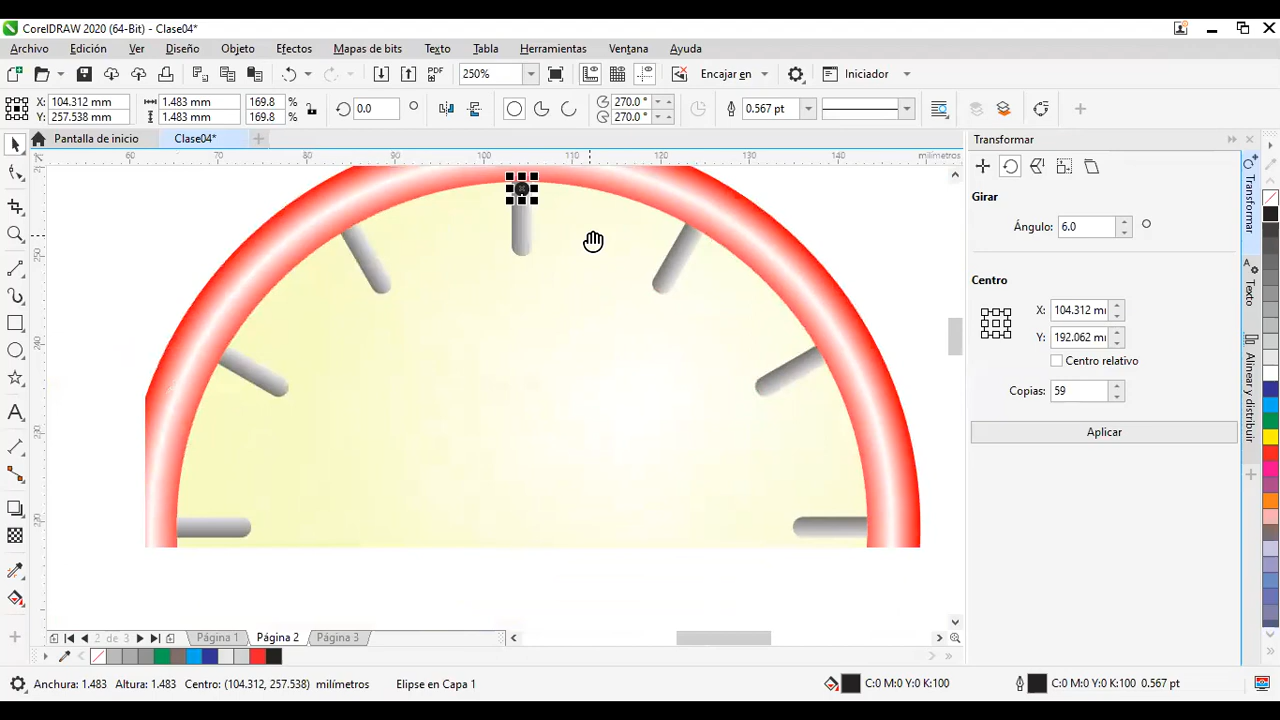 CorelDRAW 2020 (64-Bit) - Clase04*
Archivo Edición Ver Diseño Objeto Efectos Mapas de bits Texto Tabla Herramientas Ventana Ayuda
PDF 250% Encajar en Iniciador
X: 104.312 mm 1.483 mm 169.8 % 0.0 ° 270.0 ° 0.567 pt
Y: 257.538 mm 1.483 mm 169.8 % 270.0 °
Pantalla de inicio Clase04* Transformar
60 70 80 90 100 110 120 130 140 milímetros
Girar
Ángulo: 6.0 °
Centro
X: 104.312 m
Y: 192.062 m
Centro relativo
Copias: 59
Aplicar
Transformar
Texto
Alinear y distribuir
2 de 3 Página 1 Página 2 Página 3
Anchura: 1.483 Altura: 1.483 Centro: (104.312, 257.538) milímetros Elipse en Capa 1 C:0 M:0 Y:0 K:100 C:0 M:0 Y:0 K:100 0.567 pt